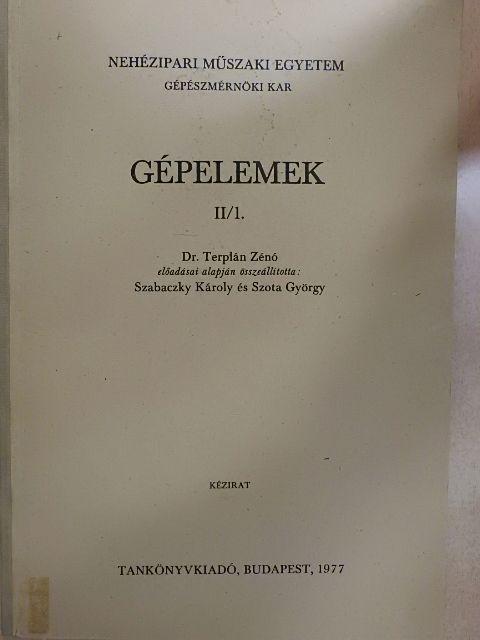 NEHÉZIPARI MŰSZAKI EGYETEM
GÉPÉSZMÉRNÖKI KAR
GÉPELEMEK
II/1.
Dr. Terplán Zénó
előadásai alapján összeállította:
Szabaczky Károly és Szota György
KÉZIRAT
TANKÖNYVKIADÓ, BUDAPEST, 1977